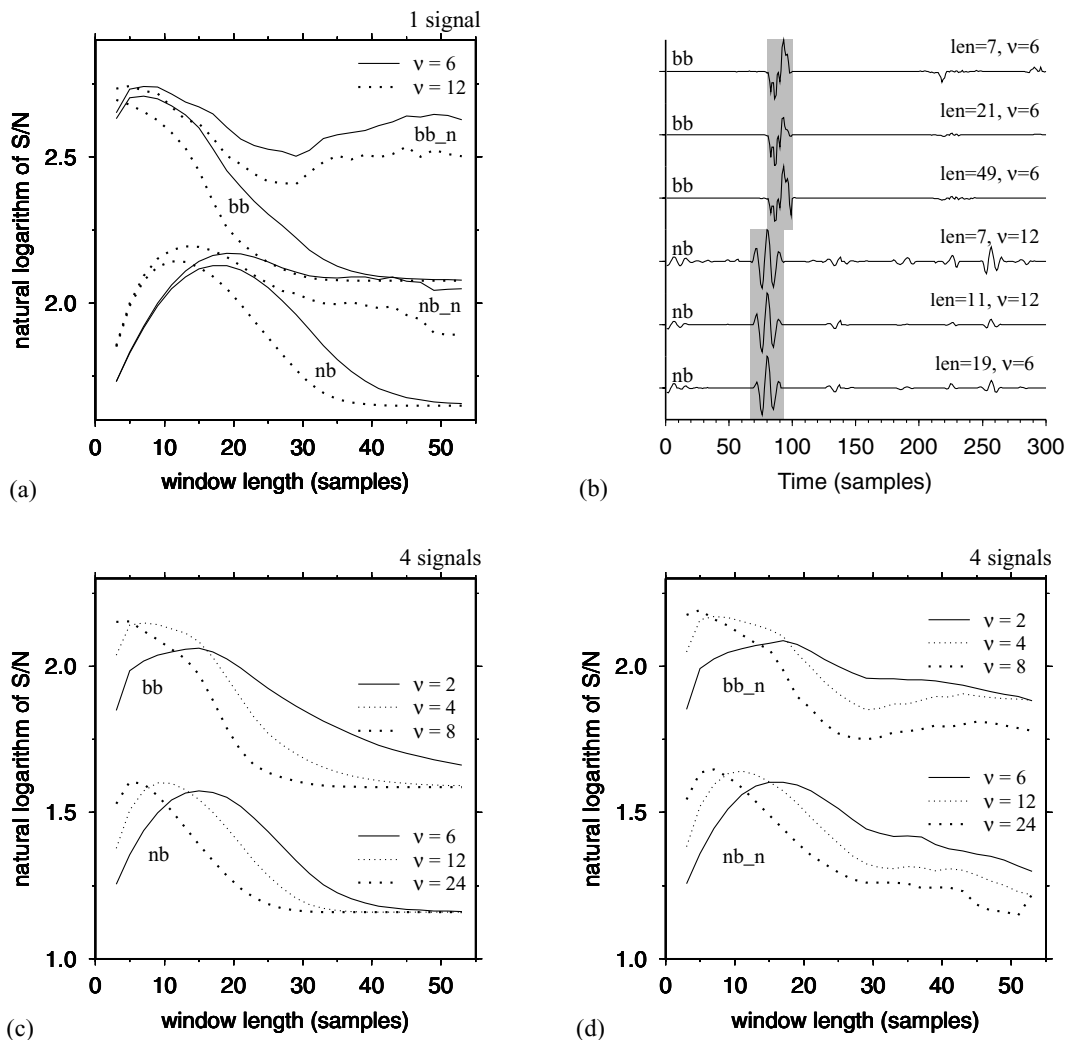 1 signal
natural logarithm of S/N
2.5
2.0
ν = 6
ν = 12
bb_n
bb
nb_n
nb
0 10 20 30 40 50
window length (samples)
(a)
bb len=7, ν=6
bb len=21, ν=6
bb len=49, ν=6
nb len=7, ν=12
nb len=11, ν=12
nb len=19, ν=6
0 50 100 150 200 250 300
Time (samples)
(b)
4 signals
natural logarithm of S/N
2.0
1.5
1.0
ν = 2
ν = 4
ν = 8
bb
ν = 6
ν = 12
ν = 24
nb
0 10 20 30 40 50
window length (samples)
(c)
4 signals
natural logarithm of S/N
2.0
1.5
1.0
ν = 2
ν = 4
ν = 8
bb_n
ν = 6
ν = 12
ν = 24
nb_n
0 10 20 30 40 50
window length (samples)
(d)